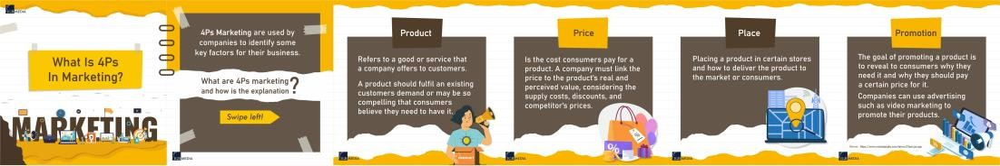 MEDIA
What Is 4Ps
In Marketing?
MARKETING
4Ps Marketing are used by
companies to identify some
key factors for their business.
What are 4Ps marketing
and how is the explanation?
Swipe left!
MEDIA
Product
Refers to a good or service that
a company offers to customers.
A product should fulfil an existing
customers demand or may be so
compelling that consumers
believe they need to have it.
MEDIA
Price
Is the cost consumers pay for a
product. A company must link the
price to the product's real and
perceived value, considering the
supply costs, discounts, and
competitor's prices.
%
MEDIA
Place
Placing a product in certain stores
and how to deliver the product to
the market or consumers.
MEDIA
Promotion
The goal of promoting a product is
to reveal to consumers why they
need it and why they should pay
a certain price for it.
Companies can use advertising
such as video marketing to
promote their products.
MEDIA